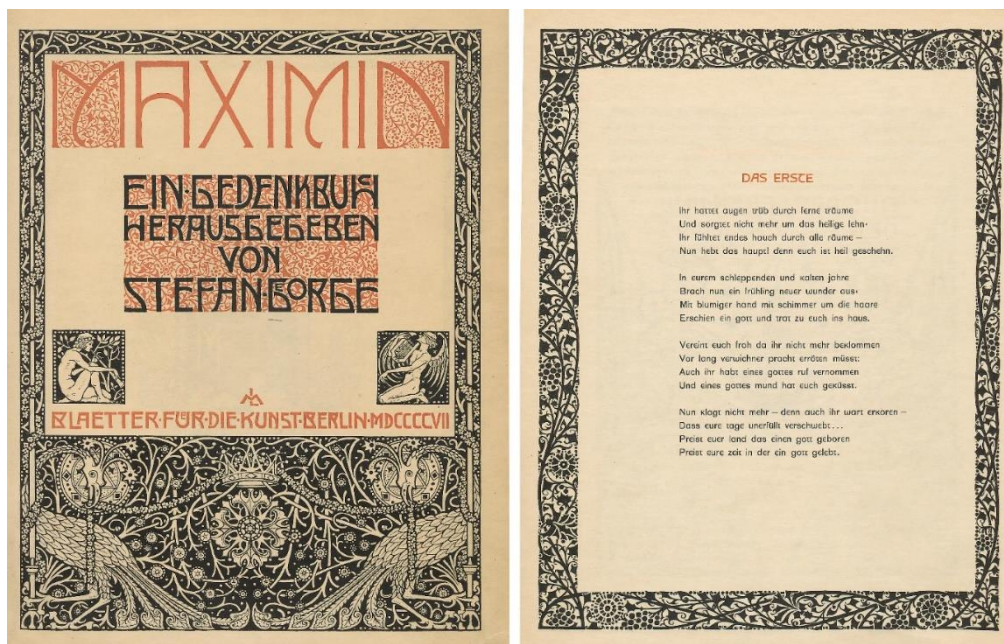 MAXIMIN
EIN·GEDENKBUCH
HERAUSGEGEBEN
VON
STEFAN·GEORGE
BLAETTER·FÜR·DIE·KUNST·BERLIN·MDCCCCVII
DAS ERSTE
Ihr hattet augen trüb durch ferne träume
Und sorgtet nicht mehr um das heilige lehn·
Ihr fühltet endes hauch durch alle räume –
Nun hebt das haupt! denn euch ist heil geschehn.
In eurem schleppenden und kalten jahre
Brach nun ein frühling neuer wunder aus·
Mit blumiger hand mit schimmer um die haare
Erschien ein gott und trat zu euch ins haus.
Vereint euch froh da ihr nicht mehr beklommen
Vor lang verwichner pracht erröten müsst:
Auch ihr habt eines gottes ruf vernommen
Und eines gottes mund hat euch geküsst.
Nun klagt nicht mehr – denn auch ihr wart erkoren –
Dass eure tage unerfüllt verschwebt...
Preist euer land das einen gott geboren
Preist eure zeit in der ein gott gelebt.